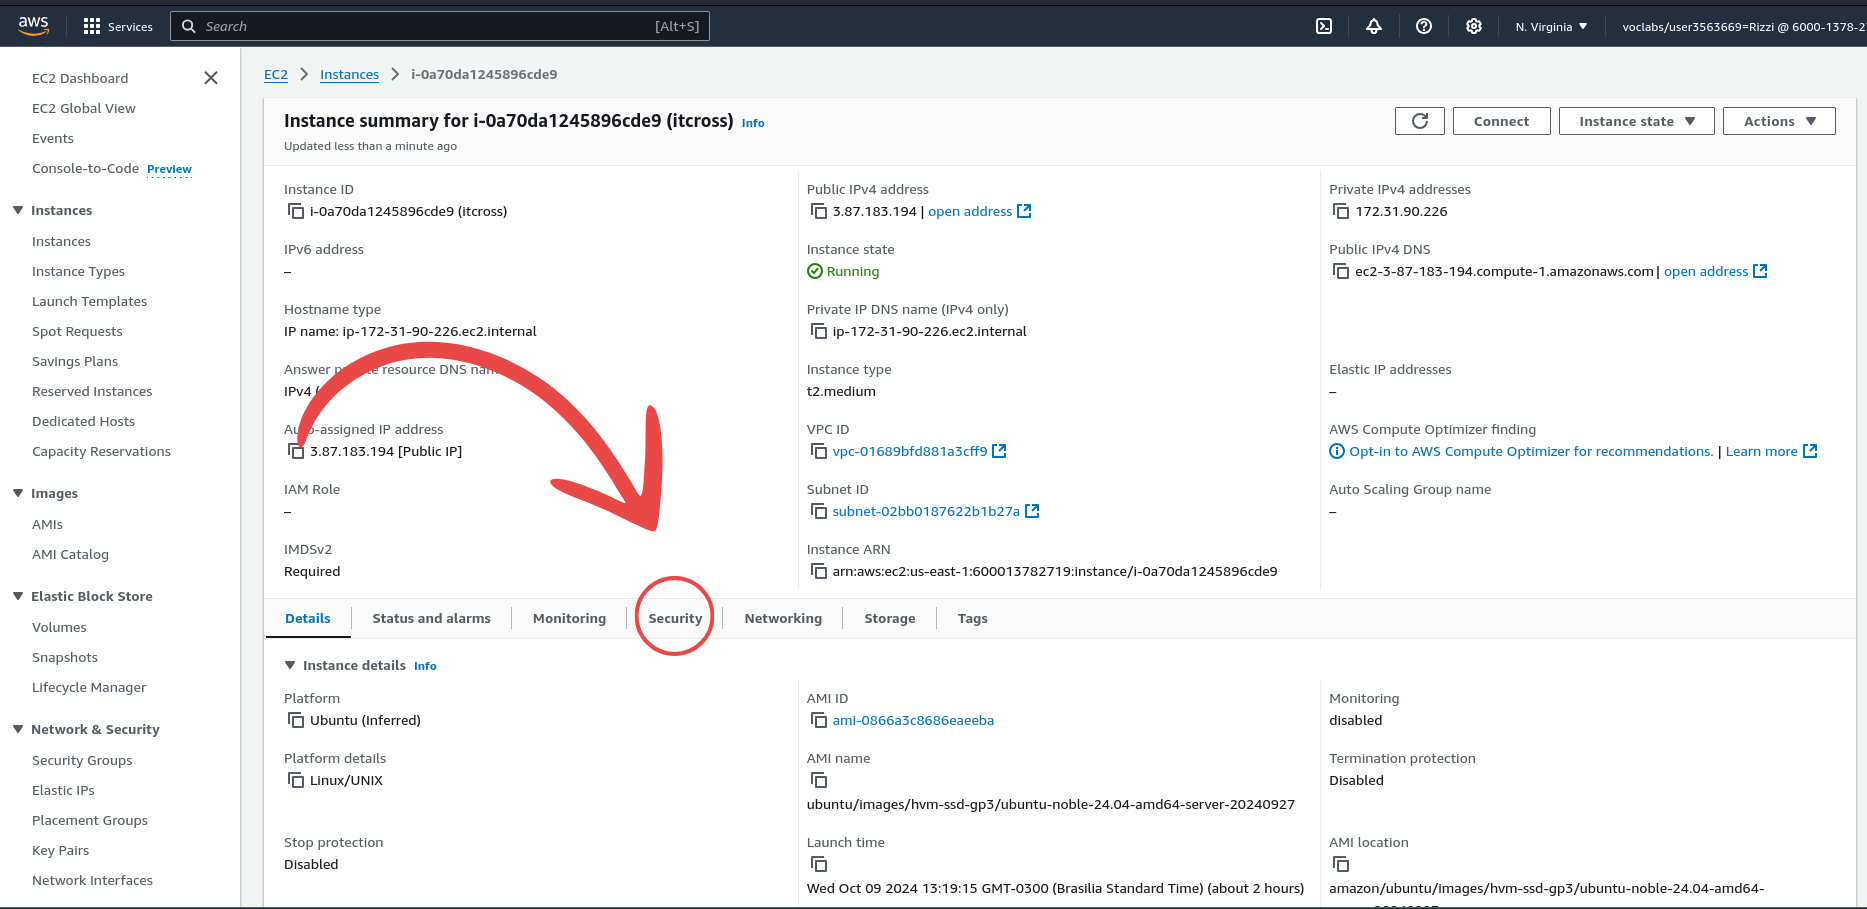 aws
Services
Search
[Alt+S]
N. Virginia
voclabs/user3563669=Rizzi @ 6000-1378-2
EC2 Dashboard
EC2 Global View
Events
Console-to-Code Preview
Instances
Instances
Instance Types
Launch Templates
Spot Requests
Savings Plans
Reserved Instances
Dedicated Hosts
Capacity Reservations
Images
AMIs
AMI Catalog
Elastic Block Store
Volumes
Snapshots
Lifecycle Manager
Network & Security
Security Groups
Elastic IPs
Placement Groups
Key Pairs
Network Interfaces
EC2 > Instances > i-0a70da1245896cde9
Instance summary for i-0a70da1245896cde9 (itcross) Info
Updated less than a minute ago
Connect
Instance state
Actions
Instance ID
i-0a70da1245896cde9 (itcross)
Public IPv4 address
3.87.183.194 | open address
Private IPv4 addresses
172.31.90.226
IPv6 address
–
Instance state
Running
Public IPv4 DNS
ec2-3-87-183-194.compute-1.amazonaws.com | open address
Hostname type
IP name: ip-172-31-90-226.ec2.internal
Private IP DNS name (IPv4 only)
ip-172-31-90-226.ec2.internal
Answer resource DNS
IPv4
Instance type
t2.medium
Elastic IP addresses
–
Auto-assigned IP address
3.87.183.194 [Public IP]
VPC ID
vpc-01689bfd881a3cff9
AWS Compute Optimizer finding
Opt-in to AWS Compute Optimizer for recommendations. | Learn more
IAM Role
–
Subnet ID
subnet-02bb0187622b1b27a
Auto Scaling Group name
–
IMDSv2
Required
Instance ARN
arn:aws:ec2:us-east-1:600013782719:instance/i-0a70da1245896cde9
Details
Status and alarms
Monitoring
Security
Networking
Storage
Tags
Instance details Info
Platform
Ubuntu (Inferred)
AMI ID
ami-0866a3c8686eaeeba
Monitoring
disabled
Platform details
Linux/UNIX
AMI name
ubuntu/images/hvm-ssd-gp3/ubuntu-noble-24.04-amd64-server-20240927
Termination protection
Disabled
Stop protection
Disabled
Launch time
Wed Oct 09 2024 13:19:15 GMT-0300 (Brasilia Standard Time) (about 2 hours)
AMI location
amazon/ubuntu/images/hvm-ssd-gp3/ubuntu-noble-24.04-amd64-